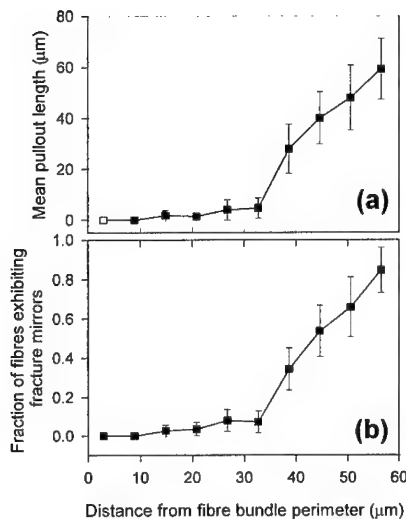 80
60
40
20
0
Mean pullout length (μm)
(a)
1.0
0.8
0.6
0.4
0.2
0.0
Fraction of fibres exhibiting
fracture mirrors
(b)
0 10 20 30 40 50 60
Distance from fibre bundle perimeter (μm)